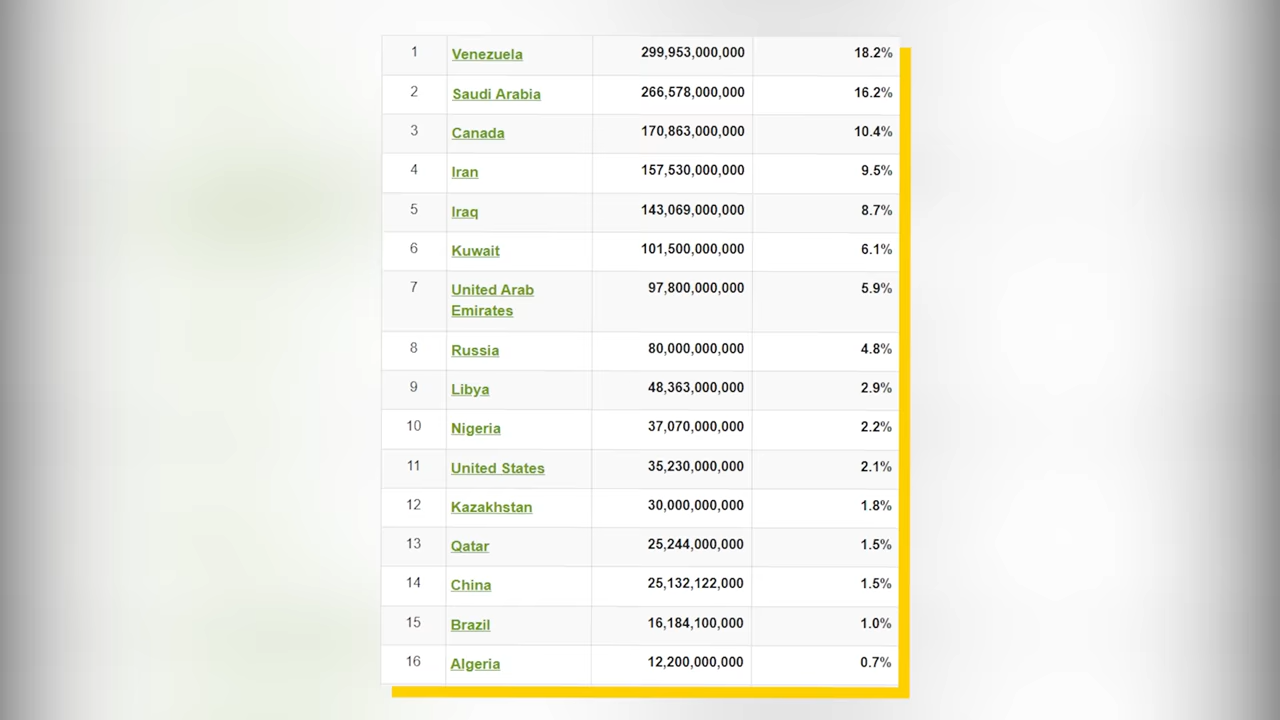 1 Venezuela 299,953,000,000 18.2%
2 Saudi Arabia 266,578,000,000 16.2%
3 Canada 170,863,000,000 10.4%
4 Iran 157,530,000,000 9.5%
5 Iraq 143,069,000,000 8.7%
6 Kuwait 101,500,000,000 6.1%
7 United Arab 97,800,000,000 5.9%
Emirates
8 Russia 80,000,000,000 4.8%
9 Libya 48,363,000,000 2.9%
10 Nigeria 37,070,000,000 2.2%
11 United States 35,230,000,000 2.1%
12 Kazakhstan 30,000,000,000 1.8%
13 Qatar 25,244,000,000 1.5%
14 China 25,132,122,000 1.5%
15 Brazil 16,184,100,000 1.0%
16 Algeria 12,200,000,000 0.7%